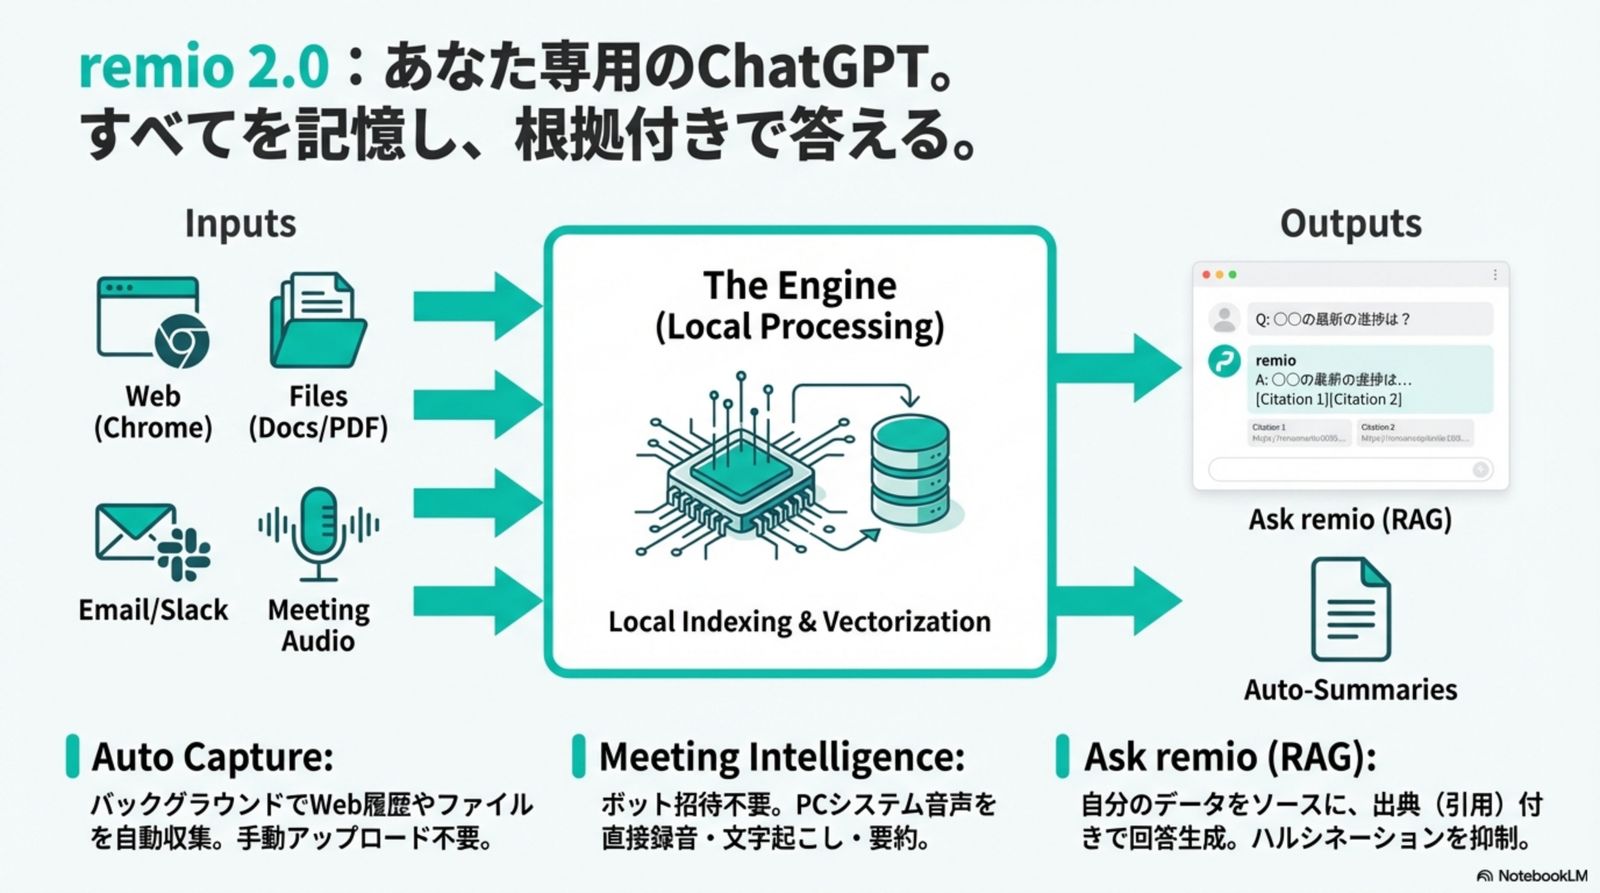 remio 2.0：あなた専用のChatGPT。
すべてを記憶し、根拠付きで答える。
Inputs
Web
(Chrome)
Files
(Docs/PDF)
Email/Slack
Meeting
Audio
The Engine
(Local Processing)
Local Indexing & Vectorization
Outputs
Q: 〇〇の最新の進捗は？
remio
A: 〇〇の最新の進捗は...
[Citation 1][Citation 2]
Citation 1
Citation 2
Ask remio (RAG)
Auto-Summaries
Auto Capture:
バックグラウンドでWeb履歴やファイル
を自動収集。手動アップロード不要。
Meeting Intelligence:
ボット招待不要。PCシステム音声を
直接録音・文字起こし・要約。
Ask remio (RAG):
自分のデータをソースに、出典（引用）付
きで回答生成。ハルシネーションを抑制。
NotebookLM